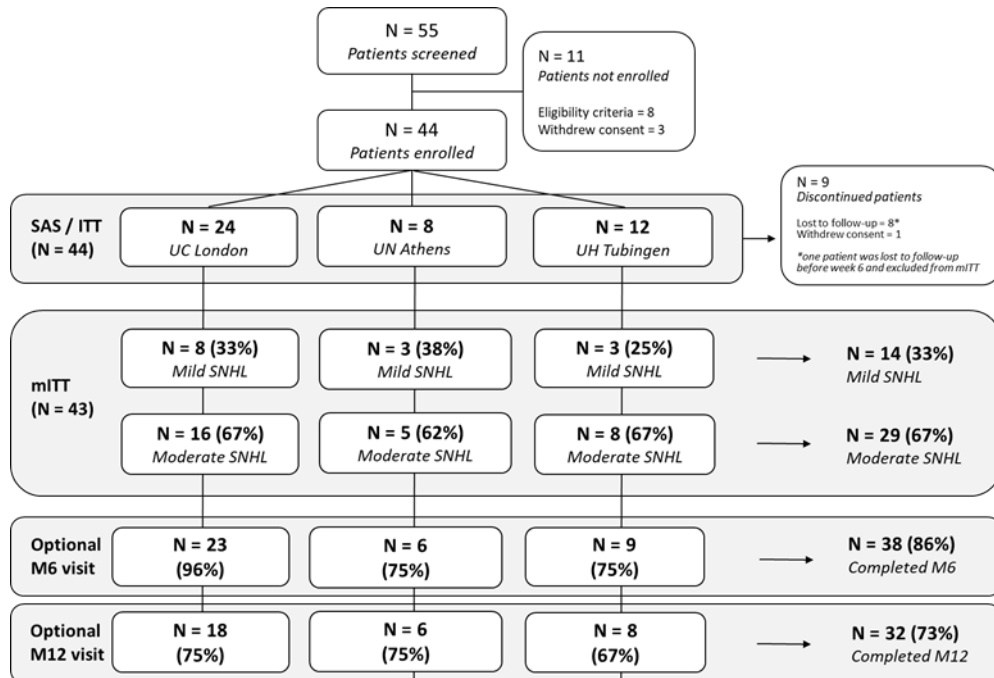 N = 55
Patients screened
N = 11
Patients not enrolled
Eligibility criteria = 8
Withdrew consent = 3
N = 44
Patients enrolled
SAS / ITT
(N = 44)
N = 24
UC London
N = 8
UN Athens
N = 12
UH Tubingen
N = 9
Discontinued patients
Lost to follow-up = 8*
Withdrew consent = 1
*one patient was lost to follow-up
before week 6 and excluded from mITT
mITT
(N = 43)
N = 8 (33%)
Mild SNHL
N = 3 (38%)
Mild SNHL
N = 3 (25%)
Mild SNHL
N = 14 (33%)
Mild SNHL
N = 16 (67%)
Moderate SNHL
N = 5 (62%)
Moderate SNHL
N = 8 (67%)
Moderate SNHL
N = 29 (67%)
Moderate SNHL
Optional
M6 visit
N = 23
(96%)
N = 6
(75%)
N = 9
(75%)
N = 38 (86%)
Completed M6
Optional
M12 visit
N = 18
(75%)
N = 6
(75%)
N = 8
(67%)
N = 32 (73%)
Completed M12